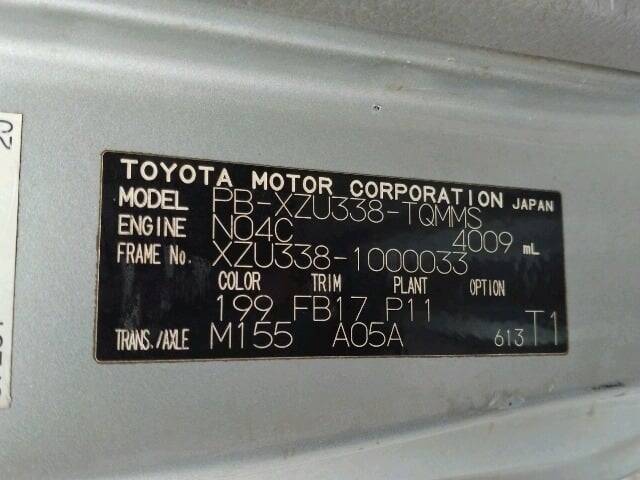 TOYOTA MOTOR CORPORATION JAPAN
MODEL PB-XZU338-TQMMS
ENGINE N04C 4009 mL
FRAME No. XZU338-1000033
COLOR TRIM PLANT OPTION
199 FB17 P11
TRANS./AXLE M155 A05A 613 T1